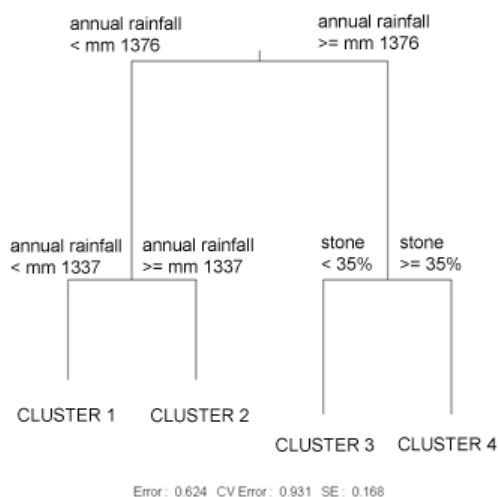 annual rainfall
< mm 1376
annual rainfall
>= mm 1376
annual rainfall
< mm 1337
annual rainfall
>= mm 1337
stone
< 35%
stone
>= 35%
CLUSTER 1
CLUSTER 2
CLUSTER 3
CLUSTER 4
Error : 0.624 CV Error : 0.931 SE : 0.168